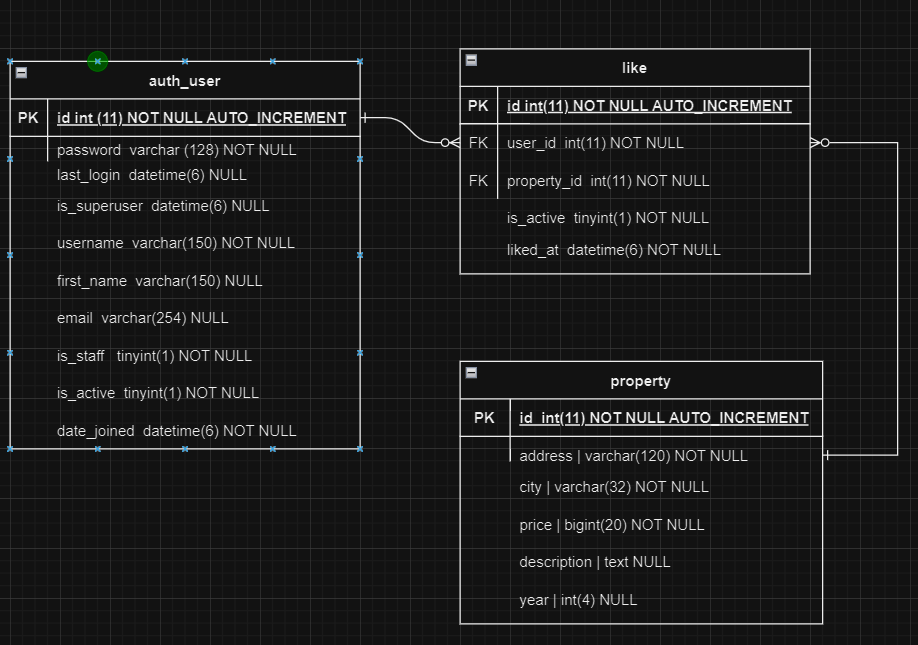 auth_user
PK id int (11) NOT NULL AUTO_INCREMENT
password varchar (128) NOT NULL
last_login datetime(6) NULL
is_superuser datetime(6) NULL
username varchar(150) NOT NULL
first_name varchar(150) NULL
email varchar(254) NULL
is_staff tinyint(1) NOT NULL
is_active tinyint(1) NOT NULL
date_joined datetime(6) NOT NULL
like
PK id int(11) NOT NULL AUTO_INCREMENT
FK user_id int(11) NOT NULL
FK property_id int(11) NOT NULL
is_active tinyint(1) NOT NULL
liked_at datetime(6) NOT NULL
property
PK id int(11) NOT NULL AUTO_INCREMENT
address | varchar(120) NOT NULL
city | varchar(32) NOT NULL
price | bigint(20) NOT NULL
description | text NULL
year | int(4) NULL